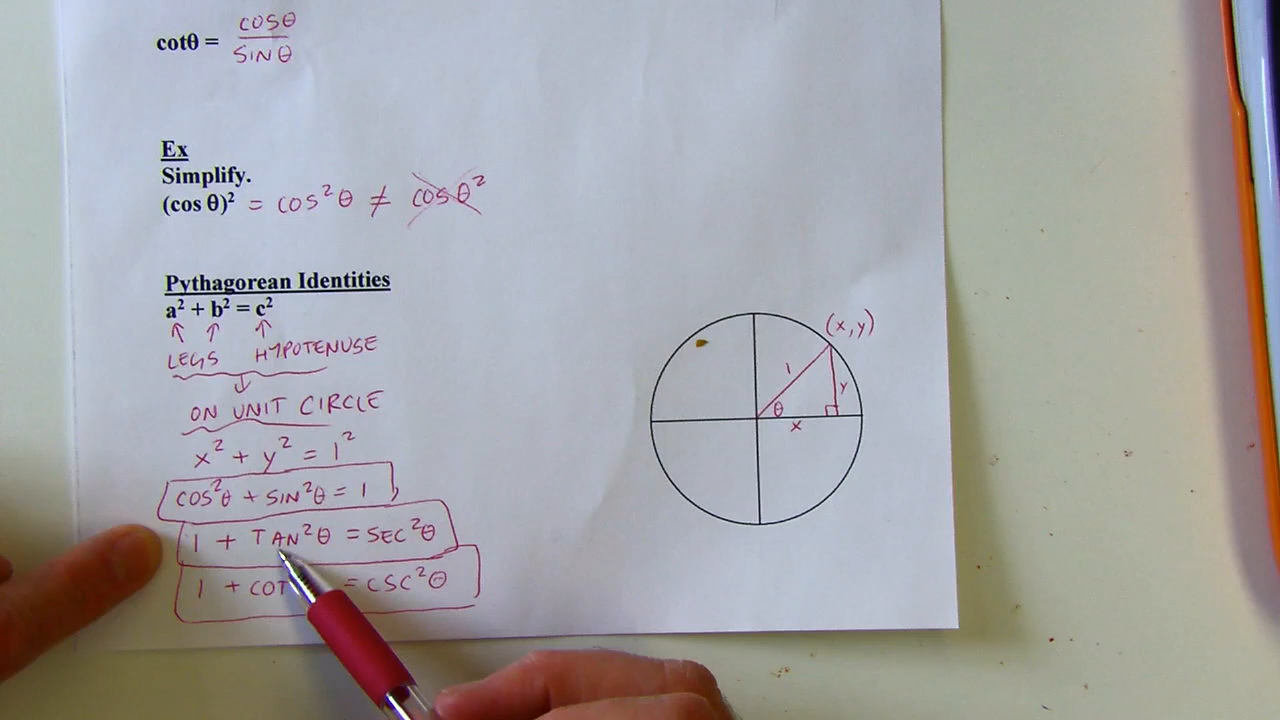 cotθ = COSθ / SINθ
Ex
Simplify.
(cos θ)² = COS²θ ≠ COSθ²
Pythagorean Identities
a² + b² = c²
↑ ↑ ↑
LEGS HYPOTENUSE
↓
ON UNIT CIRCLE
x² + y² = 1²
COS²θ + SIN²θ = 1
1 + TAN²θ = SEC²θ
1 + COT = CSC²θ
(x,y)
1
y
θ
x